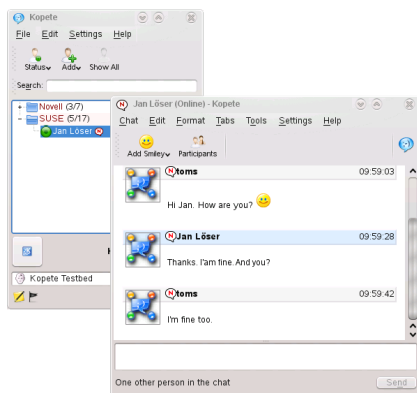 Kopete
File Edit Settings Help
Status Add Show All
Search:
Novell (3/7)
SUSE (5/17)
Jan Löser
Kopete Testbed
Jan Löser (Online) - Kopete
Chat Edit Format Tabs Tools Settings Help
Add Smiley Participants
toms 09:59:03
Hi Jan. How are you?
Jan Löser 09:59:28
Thanks. I'am fine. And you?
toms 09:59:42
I'm fine too.
One other person in the chat
Send